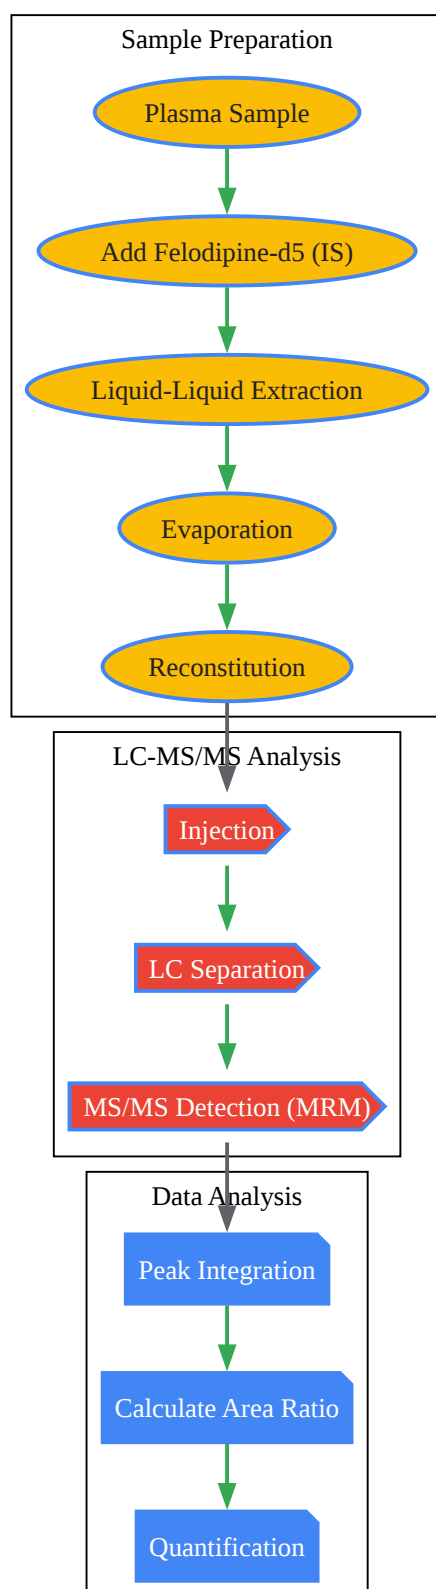 Sample Preparation
Plasma Sample
Add Felodipine-d5 (IS)
Liquid-Liquid Extraction
Evaporation
Reconstitution
LC-MS/MS Analysis
Injection
LC Separation
MS/MS Detection (MRM)
Data Analysis
Peak Integration
Calculate Area Ratio
Quantification